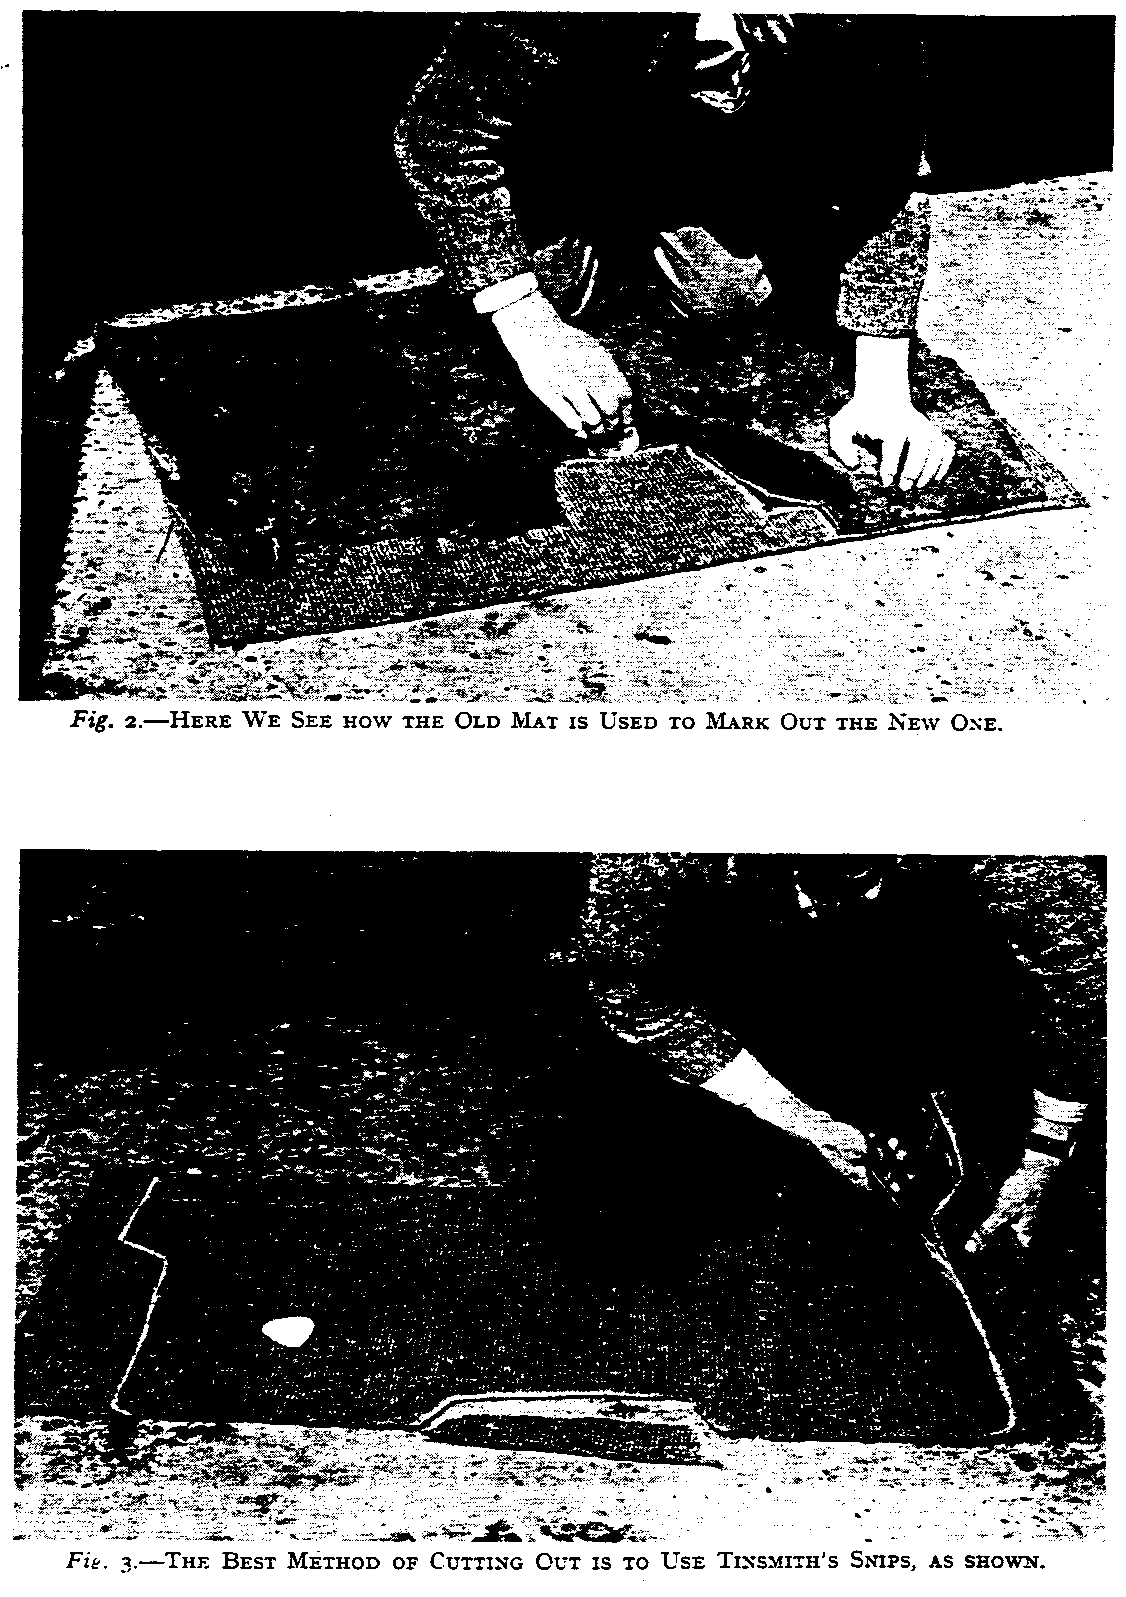 Fig. 2.—HERE WE SEE HOW THE OLD MAT IS USED TO MARK OUT THE NEW ONE.
Fig. 3.—THE BEST METHOD OF CUTTING OUT IS TO USE TINSMITH'S SNIPS, AS SHOWN.